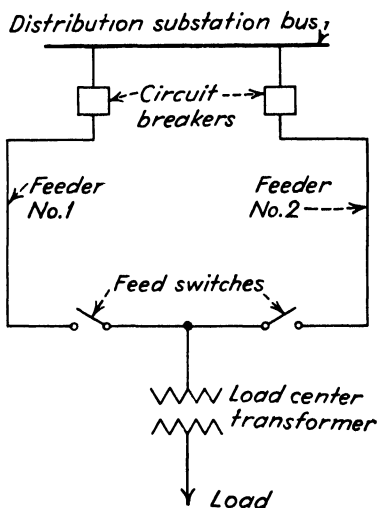 Distribution substation bus,
Circuit
breakers
Feeder
No.1
Feeder
No.2
Feed switches
Load center
transformer
Load